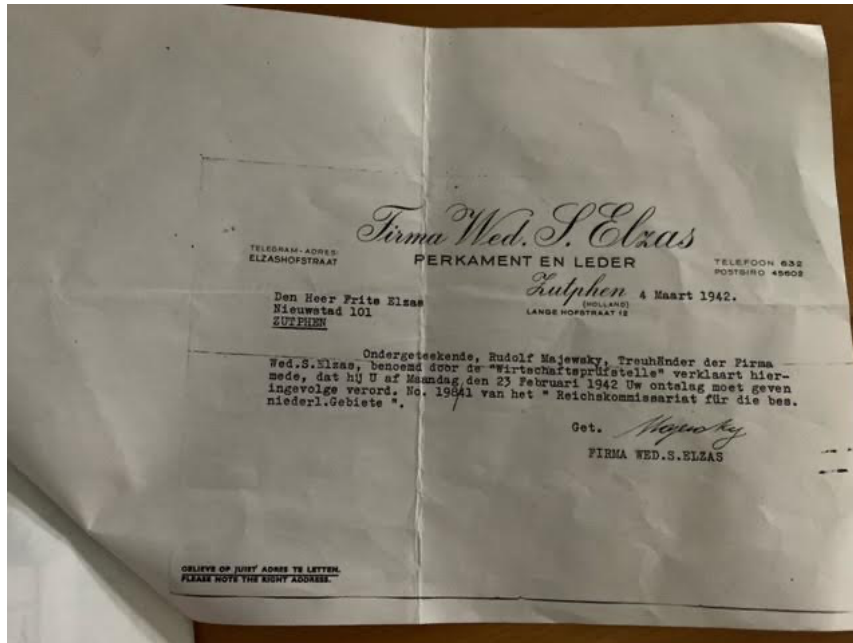 Firma Wed. S. Elzas
TELEGRAM-ADRES:
ELZASHOFSTRAAT
PERKAMENT EN LEDER
TELEFOON 632
POSTGIRO 45602
Zutphen 4 Maart 1942.
(HOLLAND)
LANGE HOFSTRAAT 12
Den Heer Frits Elzas
Nieuwstad 101
ZUTPHEN
Ondergeteekende, Rudolf Majewsky, Treuhänder der Firma
Wed.S.Elzas, benoemd door de "Wirtschaftsprüfstelle" verklaart hier-
mede, dat hij U af Maandag den 23 Februari 1942 Uw ontslag moet geven
ingevolge verord. No. 198/41 van het " Reichskommissariat für die bes.
niederl.Gebiete ".
Get. Majewsky
FIRMA WED.S.ELZAS
GELIEVE OP JUIST ADRES TE LETTEN.
PLEASE NOTE THE RIGHT ADDRESS.